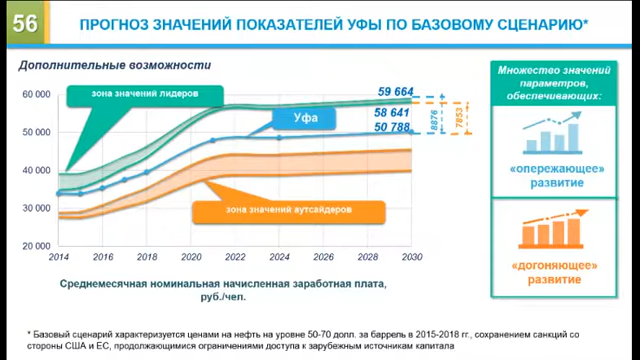 56
ПРОГНОЗ ЗНАЧЕНИЙ ПОКАЗАТЕЛЕЙ УФЫ ПО БАЗОВОМУ СЦЕНАРИЮ*
Дополнительные возможности
60 000
50 000
40 000
30 000
20 000
зона значений лидеров
Уфа
зона значений аутсайдеров
59 664
58 641
50 788
8876
7853
2014
2016
2018
2020
2022
2024
2026
2028
2030
Среднемесячная номинальная начисленная заработная плата,
руб./чел.
Множество значений
параметров,
обеспечивающих:
«опережающее»
развитие
«догоняющее»
развитие
* Базовый сценарий характеризуется ценами на нефть на уровне 50-70 долл. за баррель в 2015-2018 гг., сохранением санкций со
стороны США и ЕС, продолжающимися ограничениями доступа к зарубежным источникам капитала